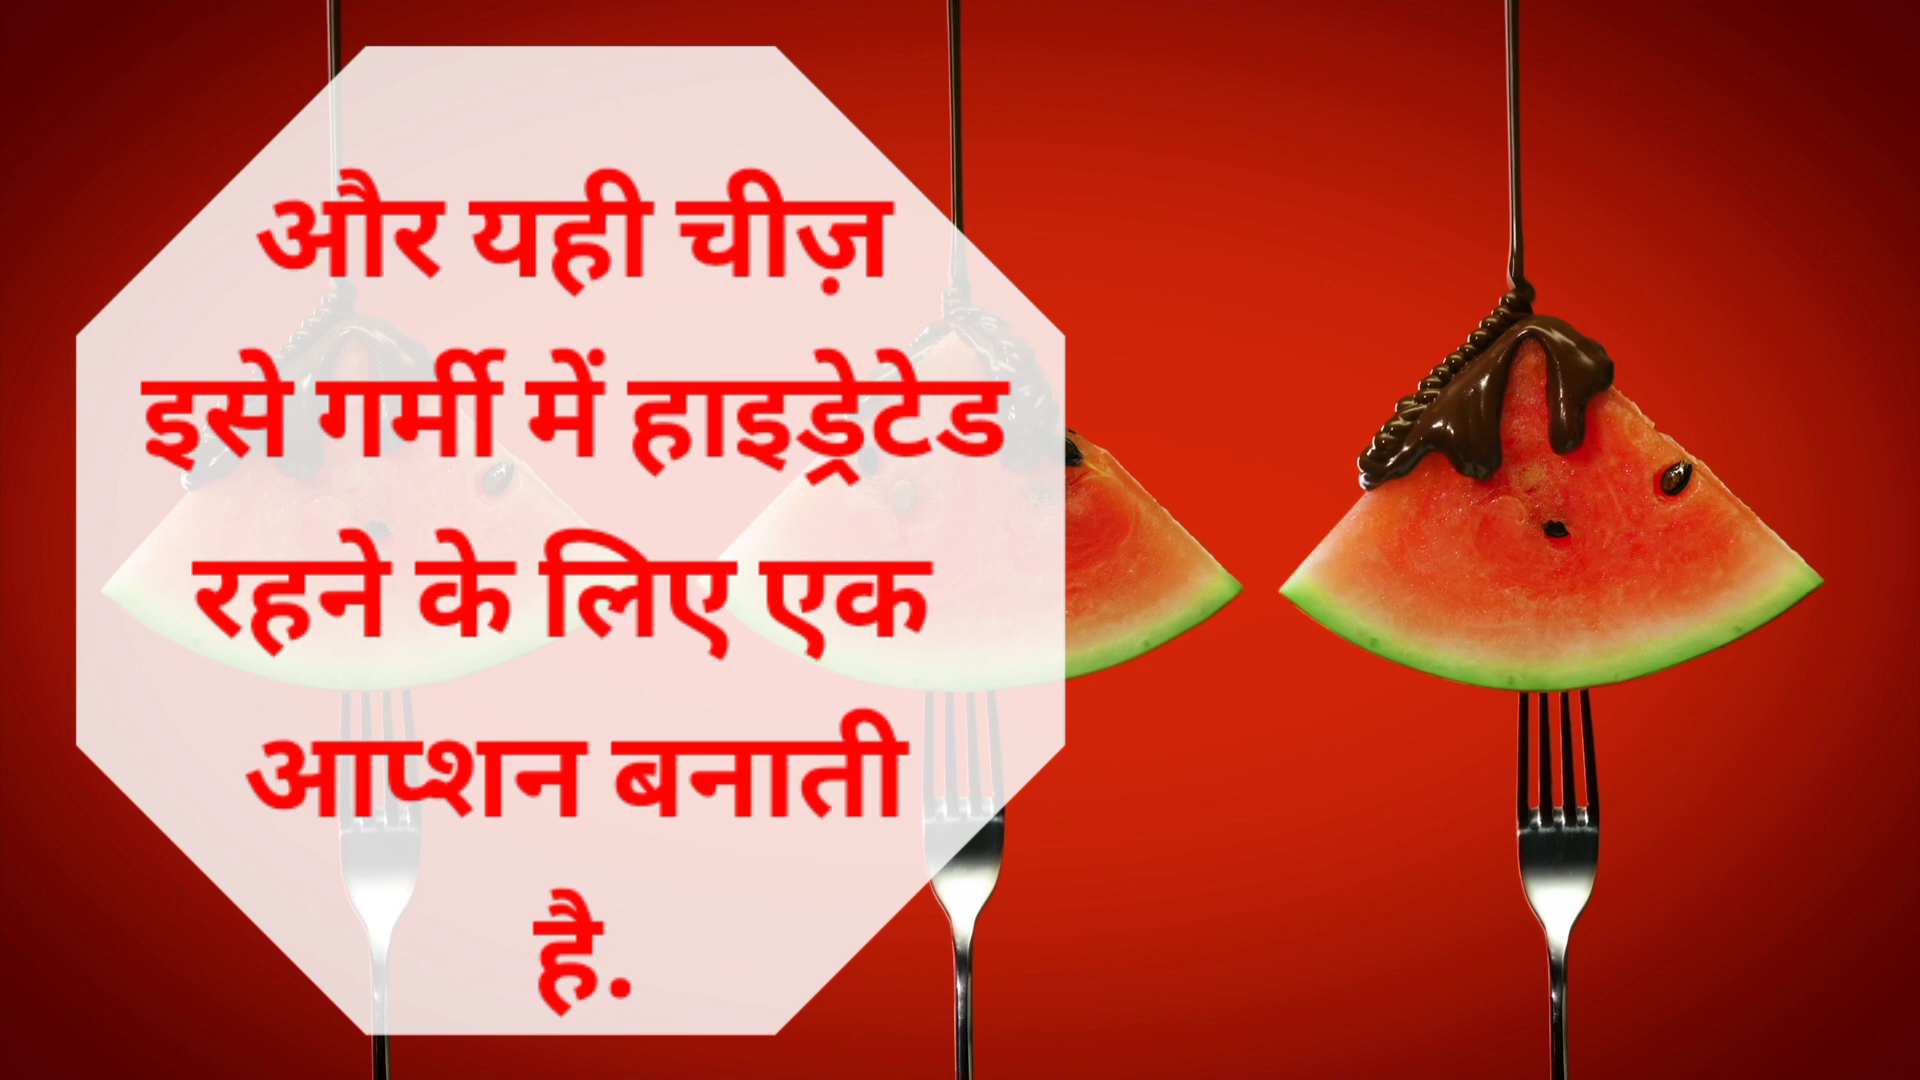 और यही चीज़
इसे गर्मी में हाइड्रेटेड
रहने के लिए एक
आप्शन बनाती
है.